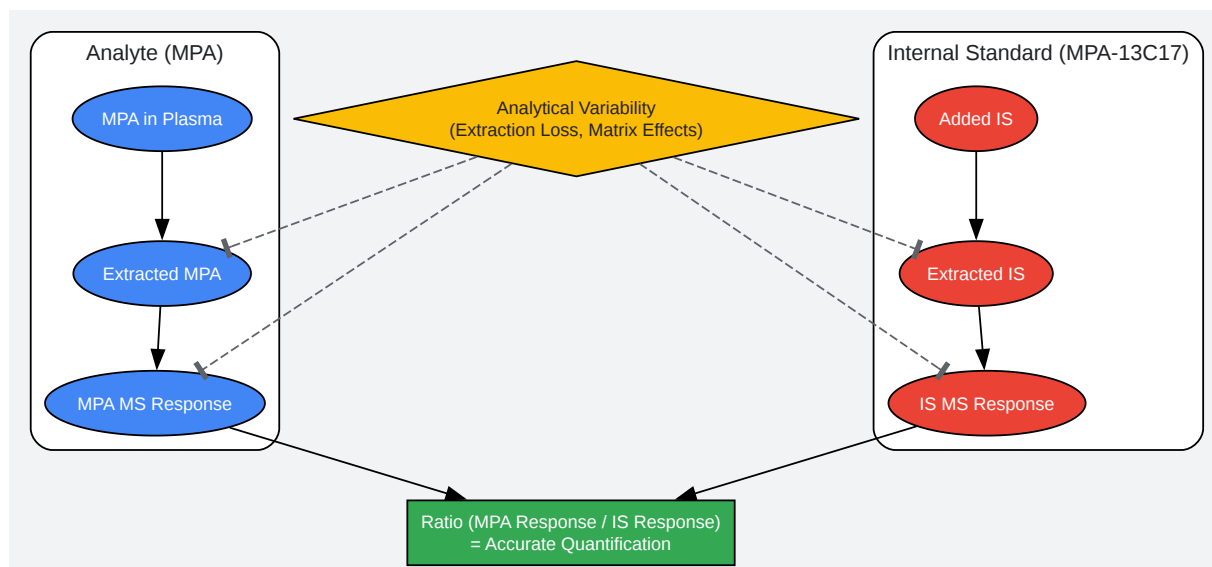 Analyte (MPA)
Internal Standard (MPA-13C17)
MPA in Plasma
Analytical Variability
(Extraction Loss, Matrix Effects)
Added IS
Extracted MPA
Extracted IS
MPA MS Response
IS MS Response
Ratio (MPA Response / IS Response)
= Accurate Quantification